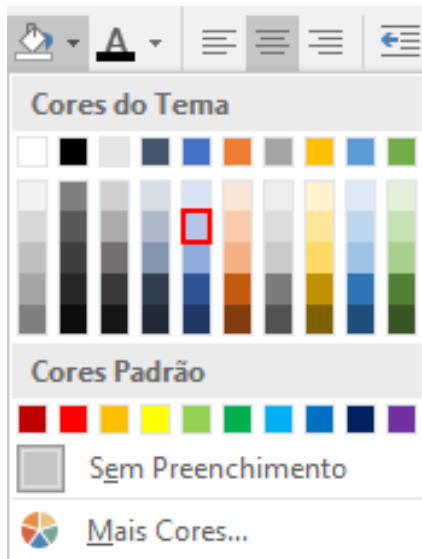 A
Cores do Tema
Cores Padrão
Sem Preenchimento
Mais Cores...